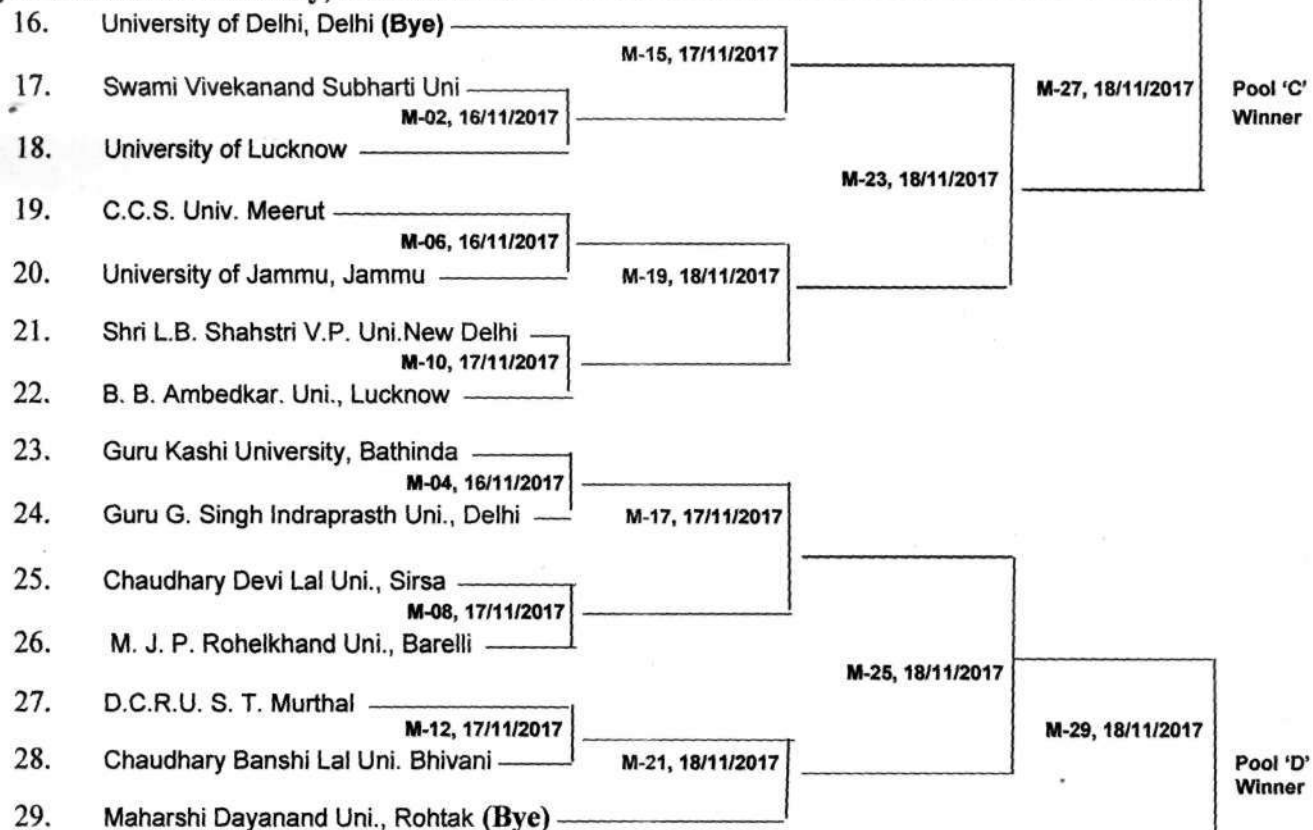 16. University of Delhi, Delhi (Bye)
M-15, 17/11/2017
17. Swami Vivekanand Subharti Uni
M-27, 18/11/2017
Pool 'C'
Winner
M-02, 16/11/2017
18. University of Lucknow
M-23, 18/11/2017
19. C.C.S. Univ. Meerut
M-06, 16/11/2017
20. University of Jammu, Jammu
M-19, 18/11/2017
21. Shri L.B. Shahstri V.P. Uni.New Delhi
M-10, 17/11/2017
22. B. B. Ambedkar. Uni., Lucknow
23. Guru Kashi University, Bathinda
M-04, 16/11/2017
24. Guru G. Singh Indraprasth Uni., Delhi
M-17, 17/11/2017
25. Chaudhary Devi Lal Uni., Sirsa
M-08, 17/11/2017
26. M. J. P. Rohelkhand Uni., Barelli
M-25, 18/11/2017
27. D.C.R.U. S. T. Murthal
M-12, 17/11/2017
M-29, 18/11/2017
28. Chaudhary Banshi Lal Uni. Bhivani
M-21, 18/11/2017
Pool 'D'
Winner
29. Maharshi Dayanand Uni., Rohtak (Bye)